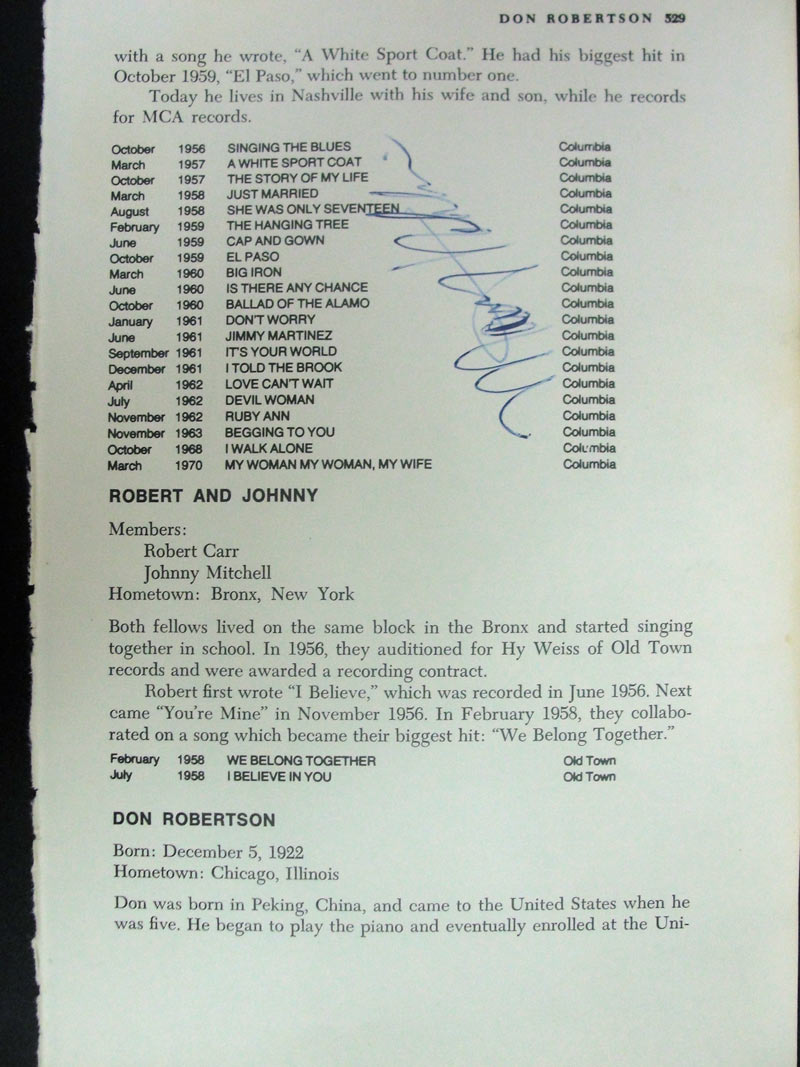 DON ROBERTSON 529
with a song he wrote, “A White Sport Coat.” He had his biggest hit in
October 1959, “El Paso,” which went to number one.
Today he lives in Nashville with his wife and son, while he records
for MCA records.
October 1956 SINGING THE BLUES Columbia
March 1957 A WHITE SPORT COAT Columbia
October 1957 THE STORY OF MY LIFE Columbia
March 1958 JUST MARRIED Columbia
August 1958 SHE WAS ONLY SEVENTEEN Columbia
February 1959 THE HANGING TREE Columbia
June 1959 CAP AND GOWN Columbia
October 1959 EL PASO Columbia
March 1960 BIG IRON Columbia
June 1960 IS THERE ANY CHANCE Columbia
October 1960 BALLAD OF THE ALAMO Columbia
January 1961 DON'T WORRY Columbia
June 1961 JIMMY MARTINEZ Columbia
September 1961 IT'S YOUR WORLD Columbia
December 1961 I TOLD THE BROOK Columbia
April 1962 LOVE CAN'T WAIT Columbia
July 1962 DEVIL WOMAN Columbia
November 1962 RUBY ANN Columbia
November 1963 BEGGING TO YOU Columbia
October 1968 I WALK ALONE Columbia
March 1970 MY WOMAN MY WOMAN, MY WIFE Columbia
ROBERT AND JOHNNY
Members:
Robert Carr
Johnny Mitchell
Hometown: Bronx, New York
Both fellows lived on the same block in the Bronx and started singing
together in school. In 1956, they auditioned for Hy Weiss of Old Town
records and were awarded a recording contract.
Robert first wrote “I Believe,” which was recorded in June 1956. Next
came “You're Mine” in November 1956. In February 1958, they collabo-
rated on a song which became their biggest hit: “We Belong Together.”
February 1958 WE BELONG TOGETHER Old Town
July 1958 I BELIEVE IN YOU Old Town
DON ROBERTSON
Born: December 5, 1922
Hometown: Chicago, Illinois
Don was born in Peking, China, and came to the United States when he
was five. He began to play the piano and eventually enrolled at the Uni-